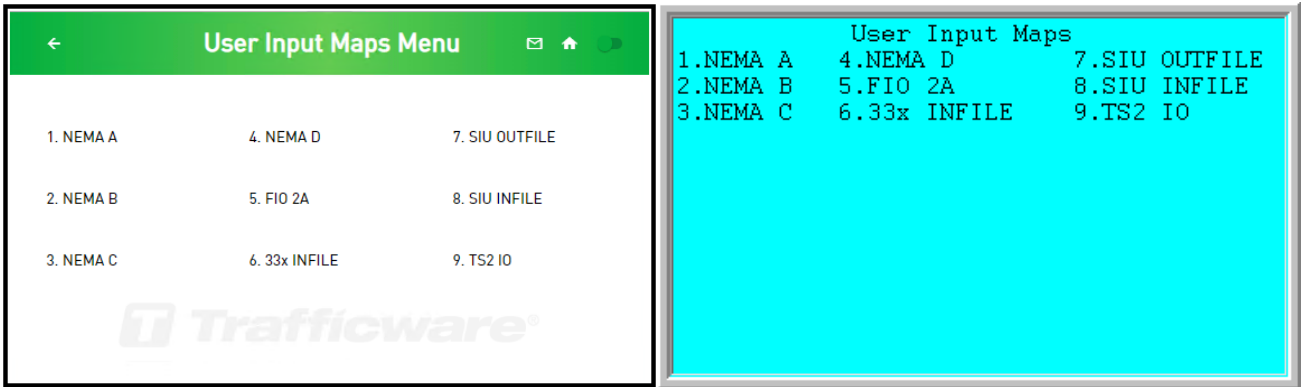 User Input Maps Menu
1. NEMA A 4. NEMA D 7. SIU OUTFILE
2. NEMA B 5. FIO 2A 8. SIU INFILE
3. NEMA C 6. 33x INFILE 9. TS2 IO
T Trafficware®
User Input Maps
1.NEMA A 4.NEMA D 7.SIU OUTFILE
2.NEMA B 5.FIO 2A 8.SIU INFILE
3.NEMA C 6.33x INFILE 9.TS2 IO